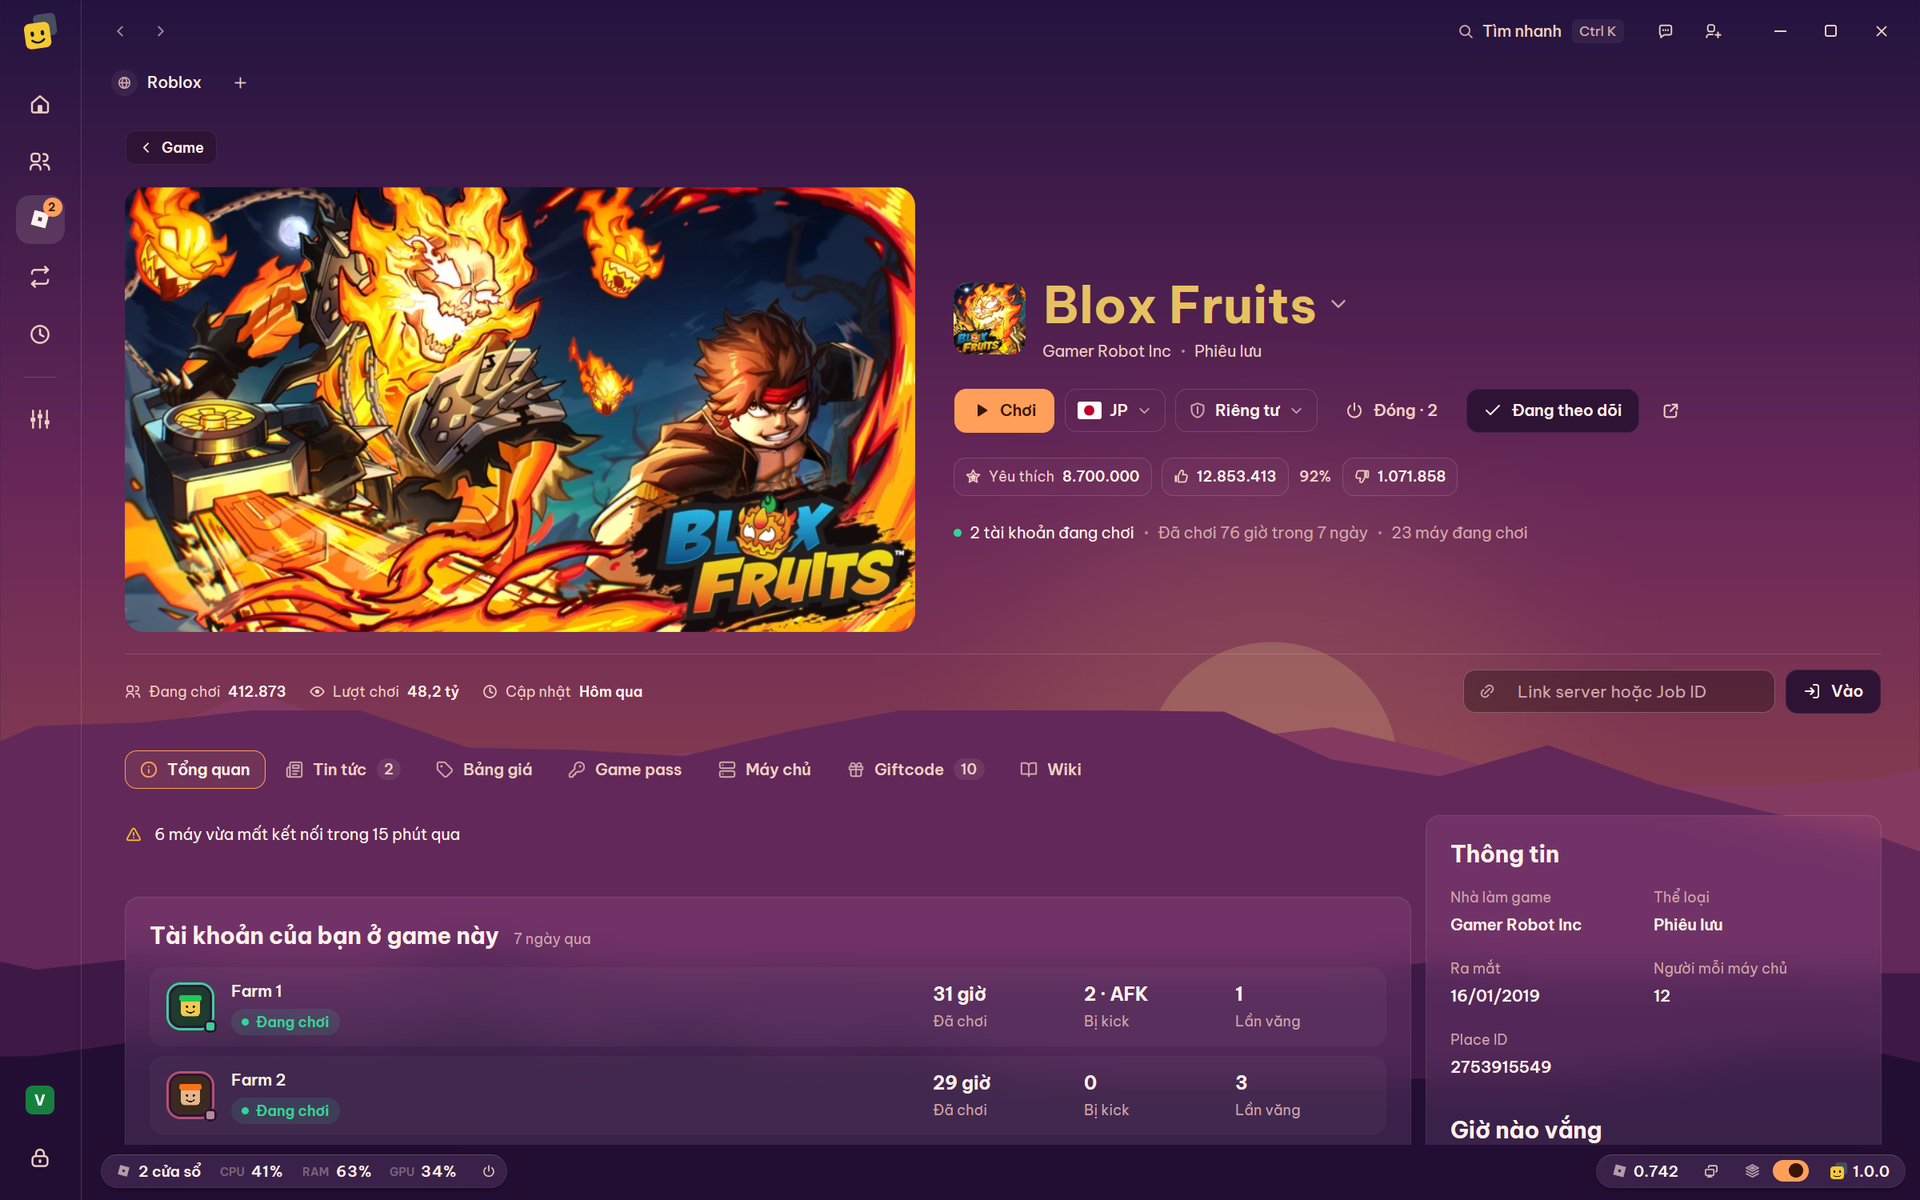 Tìm nhanh Ctrl K
Roblox
Game
2
BLOX
FRUITS™
BLOX
FRUITS
Blox Fruits
Gamer Robot Inc • Phiêu lưu
Chơi JP Riêng tư Đóng · 2 Đang theo dõi
Yêu thích 8.700.000 12.853.413 92% 1.071.858
2 tài khoản đang chơi • Đã chơi 76 giờ trong 7 ngày • 23 máy đang chơi
Đang chơi 412.873 Lượt chơi 48,2 tỷ Cập nhật Hôm qua
Link server hoặc Job ID Vào
Tổng quan Tin tức 2 Bảng giá Game pass Máy chủ Giftcode 10 Wiki
6 máy vừa mất kết nối trong 15 phút qua
Tài khoản của bạn ở game này 7 ngày qua
Farm 1
Đang chơi
31 giờ 2 · AFK 1
Đã chơi Bị kick Lần văng
Farm 2
Đang chơi
29 giờ 0 3
Đã chơi Bị kick Lần văng
Thông tin
Nhà làm game Thể loại
Gamer Robot Inc Phiêu lưu
Ra mắt Người mỗi máy chủ
16/01/2019 12
Place ID
2753915549
Giờ nào vắng
V
2 cửa sổ CPU 41% RAM 63% GPU 34%
0.742 1.0.0